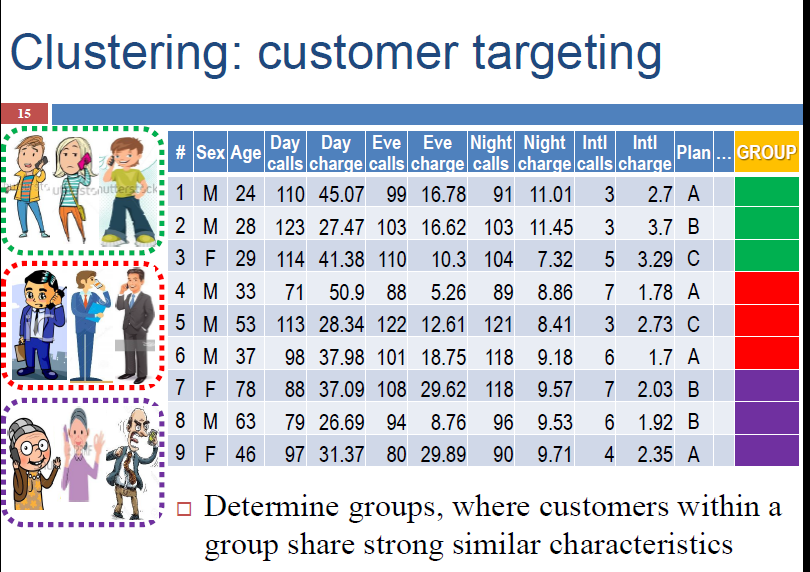 Clustering: customer targeting
15
# Sex Age Day calls Day charge Eve calls Eve charge Night calls Night charge Intl calls Intl charge Plan ... GROUP
1 M 24 110 45.07 99 16.78 91 11.01 3 2.7 A
2 M 28 123 27.47 103 16.62 103 11.45 3 3.7 B
3 F 29 114 41.38 110 10.3 104 7.32 5 3.29 C
4 M 33 71 50.9 88 5.26 89 8.86 7 1.78 A
5 M 53 113 28.34 122 12.61 121 8.41 3 2.73 C
6 M 37 98 37.98 101 18.75 118 9.18 6 1.7 A
7 F 78 88 37.09 108 29.62 118 9.57 7 2.03 B
8 M 63 79 26.69 94 8.76 96 9.53 6 1.92 B
9 F 46 97 31.37 80 29.89 90 9.71 4 2.35 A
Determine groups, where customers within a
group share strong similar characteristics